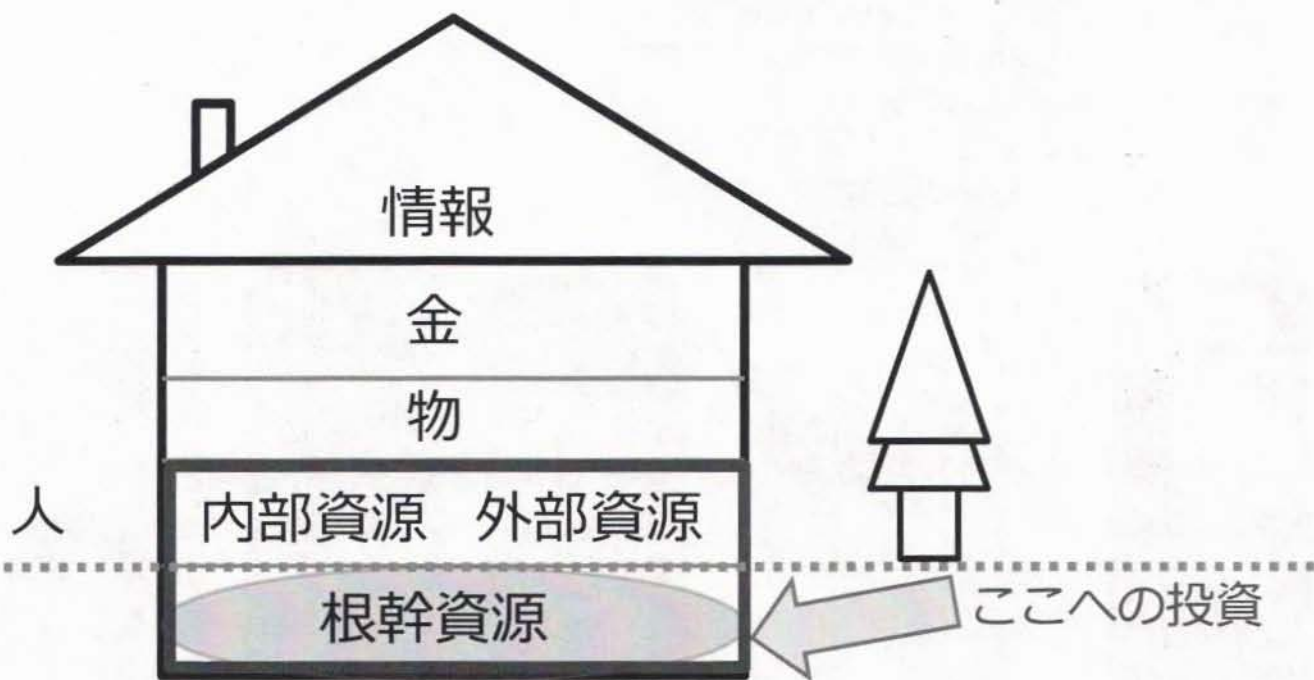 情報
金
物
人
内部資源 外部資源
根幹資源
ここへの投資